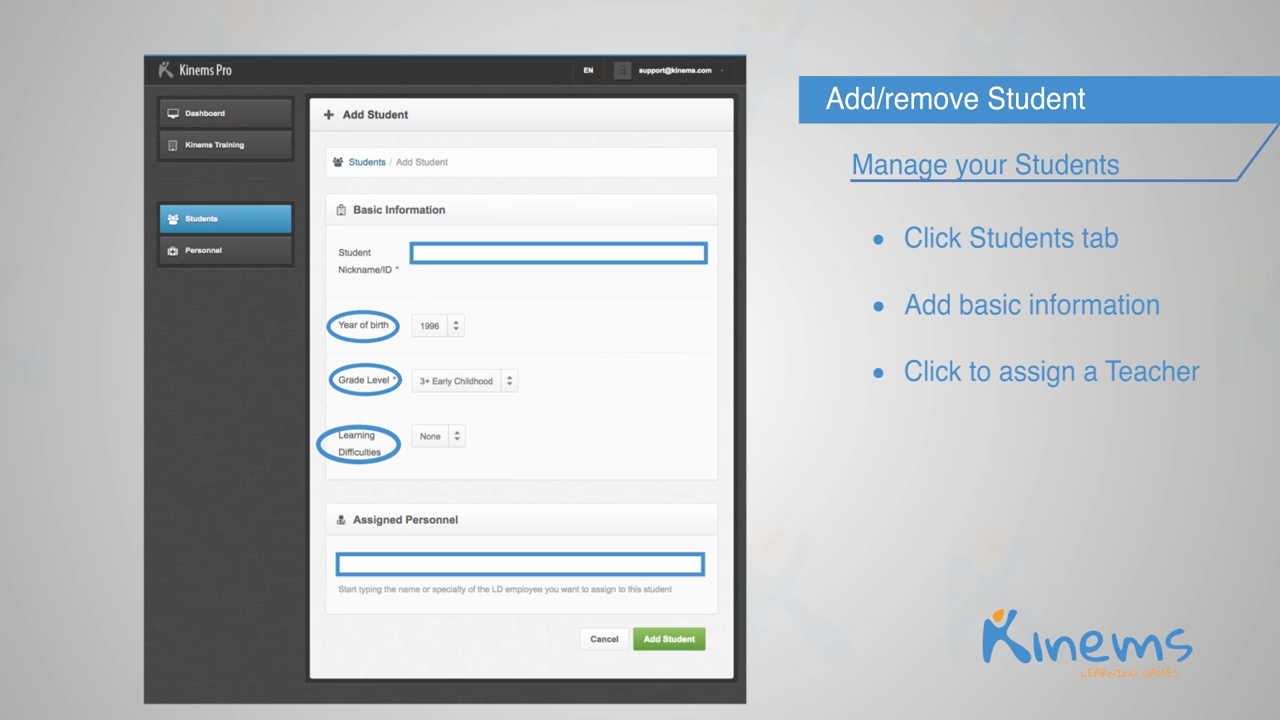 Kinems Pro
EN
a
support@kinems.com
Dashboard
Kinems Training
Students
Personnel
Add Student
Students / Add Student
Basic Information
Student
Nickname/ID *
Year of birth
1996
Grade Level *
3+ Early Childhood
Learning
Difficulties
None
Assigned Personnel
Start typing the name or specialty of the LD employee you want to assign to this student
Cancel
Add Student
Add/remove Student
Manage your Students
• Click Students tab
• Add basic information
• Click to assign a Teacher
Kinems
LEARNING GAMES